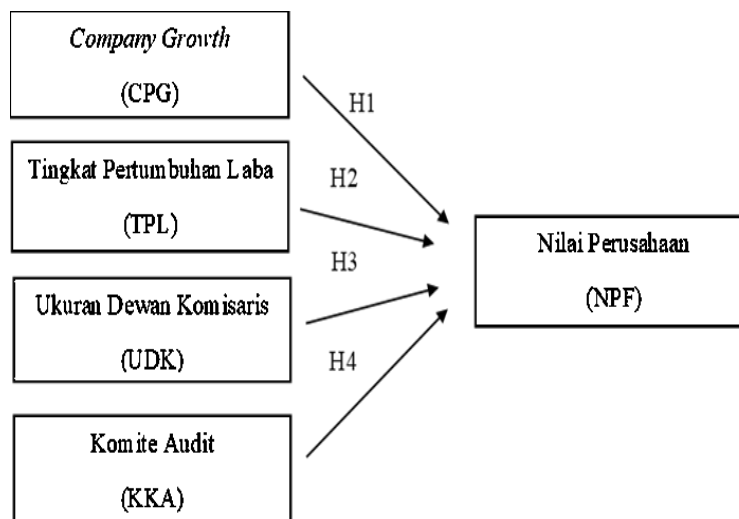 Company Growth
(CPG)
H1
Tingkat Pertumbuhan Laba
(TPL)
H2
Nilai Perusahaan
(NPF)
H3
Ukuran Dewan Komisaris
(UDK)
H4
Komite Audit
(KKA)